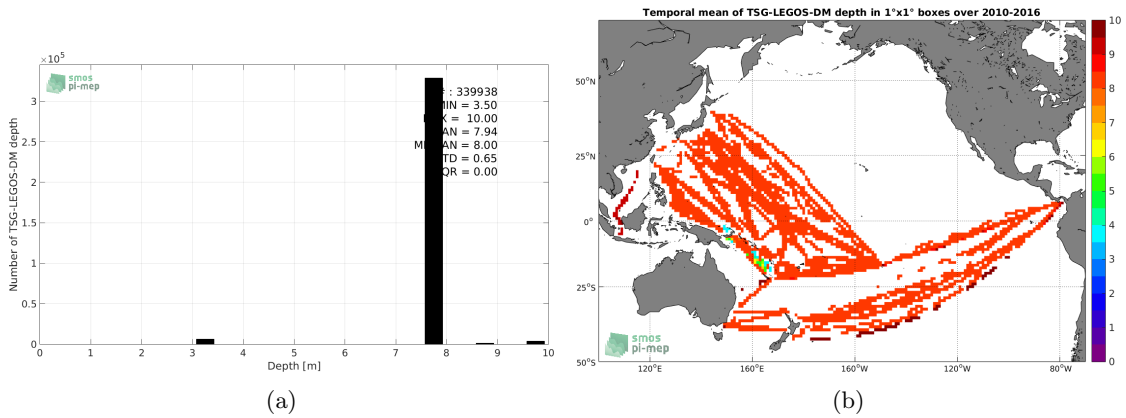 ×10⁵
smos
pi-mep
: 339938
MIN = 3.50
= 10.00
= 7.94
= 8.00
STD = 0.65
= 0.00
Number of TSG-LEGOS-DM depth
3
2.5
2
1.5
1
0.5
0
0 1 2 3 4 5 6 7 8 9 10
Depth [m]
(a)
Temporal mean of TSG-LEGOS-DM depth in 1°x1° boxes over 2010-2016
50°N
25°N
0°
25°S
50°S
120°E 160°E 160°W 120°W 80°W
smos
pi-mep
10
9
8
7
6
5
4
3
2
1
0
(b)